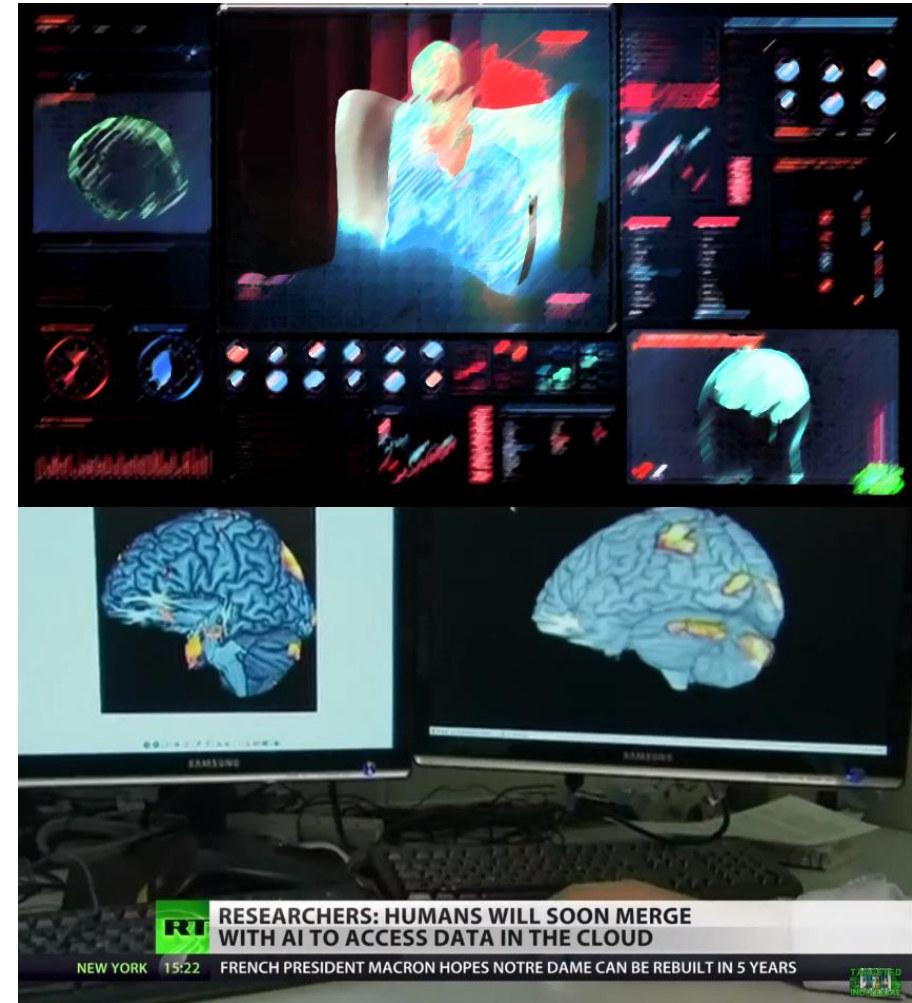 SAMSUNG
SAMSUNG
RT
RESEARCHERS: HUMANS WILL SOON MERGE
WITH AI TO ACCESS DATA IN THE CLOUD
NEW YORK 15:22 FRENCH PRESIDENT MACRON HOPES NOTRE DAME CAN BE REBUILT IN 5 YEARS
TARGETED